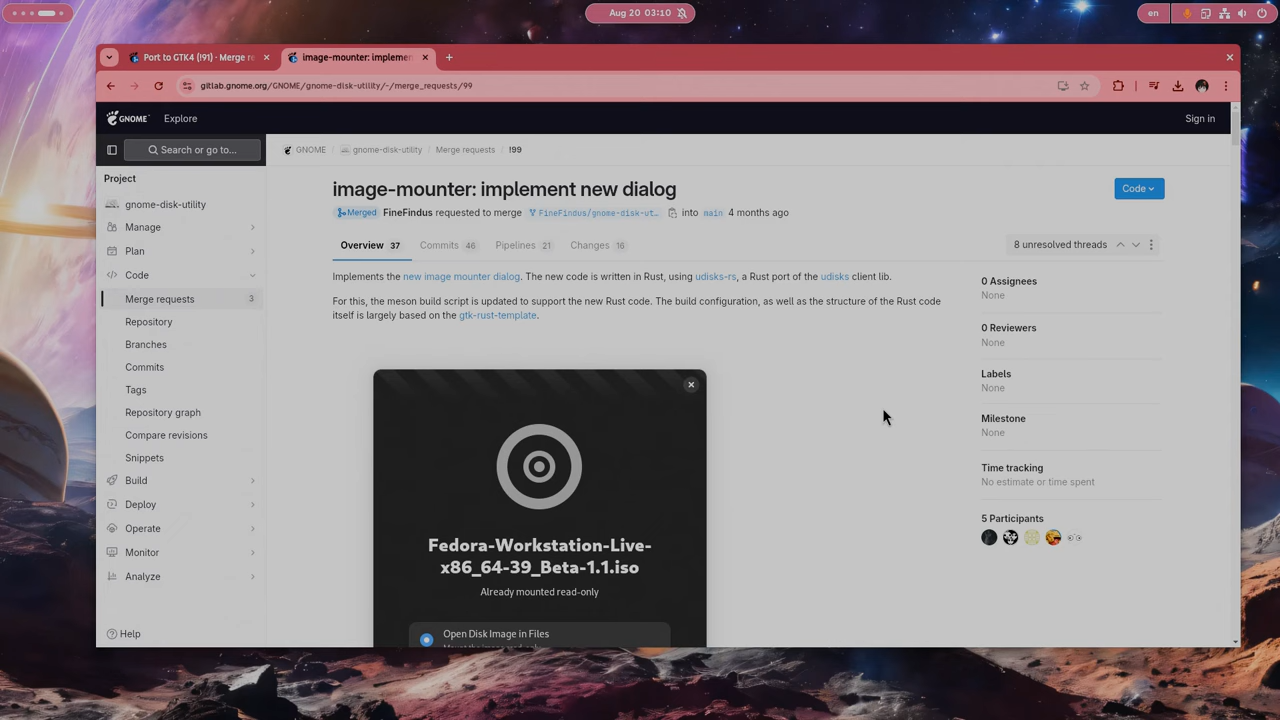 Aug 20 03:10
en
Port to GTK4 (!91) · Merge re
image-mounter: implemen
gitlab.gnome.org/GNOME/gnome-disk-utility/-/merge_requests/99
GNOME
Explore
Sign in
Search or go to...
GNOME / gnome-disk-utility / Merge requests / !99
Project
gnome-disk-utility
Manage
Plan
Code
Merge requests 3
Repository
Branches
Commits
Tags
Repository graph
Compare revisions
Snippets
Build
Deploy
Operate
Monitor
Analyze
Help
image-mounter: implement new dialog
Code
Merged FineFindus requested to merge FineFindus/gnome-disk-ut… into main 4 months ago
Overview 37 Commits 46 Pipelines 21 Changes 16
8 unresolved threads
Implements the new image mounter dialog. The new code is written in Rust, using udisks-rs, a Rust port of the udisks client lib.
For this, the meson build script is updated to support the new Rust code. The build configuration, as well as the structure of the Rust code
itself is largely based on the gtk-rust-template.
Fedora-Workstation-Live-
x86_64-39_Beta-1.1.iso
Already mounted read-only
Open Disk Image in Files
0 Assignees
None
0 Reviewers
None
Labels
None
Milestone
None
Time tracking
No estimate or time spent
5 Participants